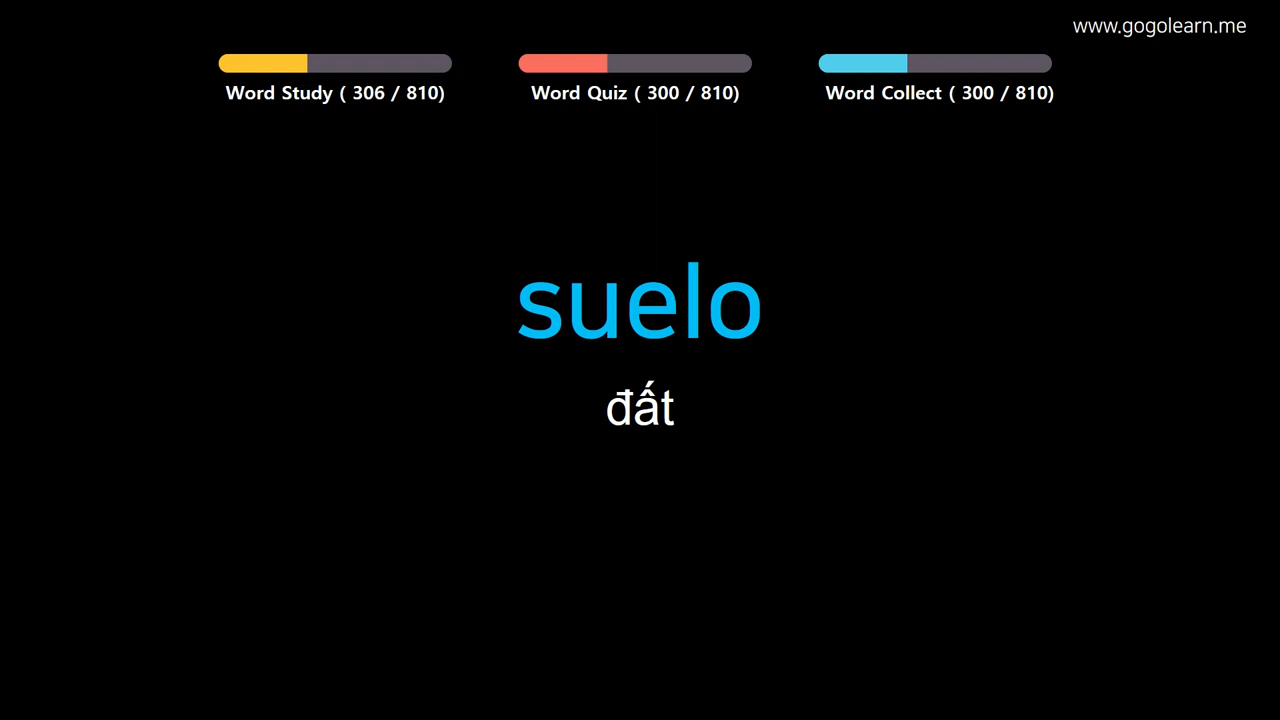 www.gogolearn.me
Word Study ( 306 / 810)
Word Quiz ( 300 / 810)
Word Collect ( 300 / 810)
suelo
đất